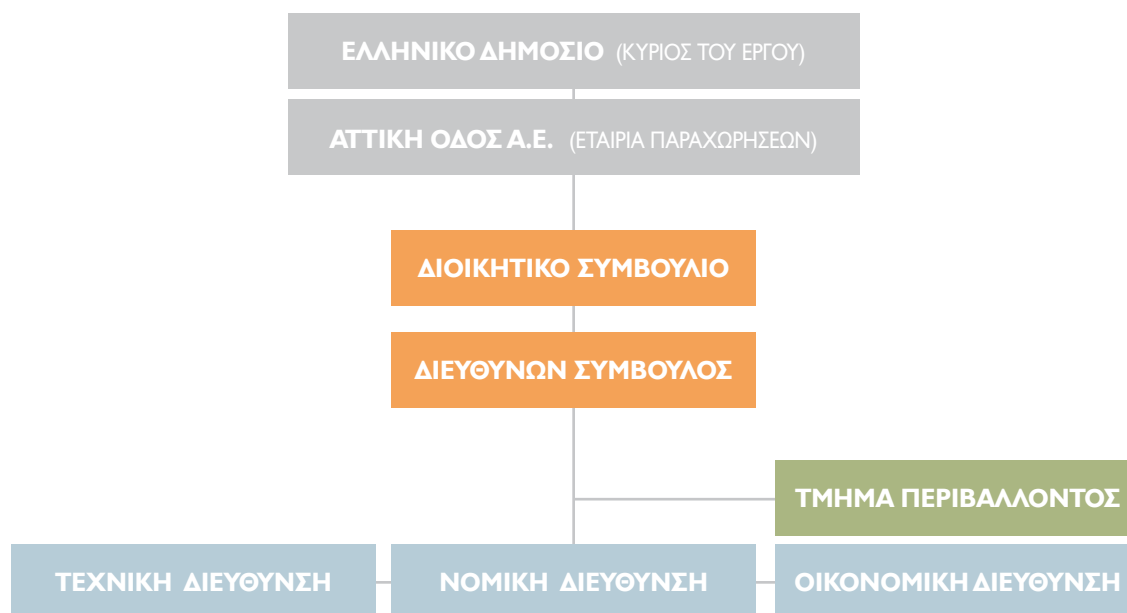 ΕΛΛΗΝΙΚΟ ΔΗΜΟΣΙΟ (ΚΥΡΙΟΣ ΤΟΥ ΕΡΓΟΥ)
ΑΤΤΙΚΗ ΟΔΟΣ Α.Ε. (ΕΤΑΙΡΙΑ ΠΑΡΑΧΩΡΗΣΕΩΝ)
ΔΙΟΙΚΗΤΙΚΟ ΣΥΜΒΟΥΛΙΟ
ΔΙΕΥΘΥΝΩΝ ΣΥΜΒΟΥΛΟΣ
ΤΜΗΜΑ ΠΕΡΙΒΑΛΛΟΝΤΟΣ
ΤΕΧΝΙΚΗ ΔΙΕΥΘΥΝΣΗ
ΝΟΜΙΚΗ ΔΙΕΥΘΥΝΣΗ
ΟΙΚΟΝΟΜΙΚΗ ΔΙΕΥΘΥΝΣΗ